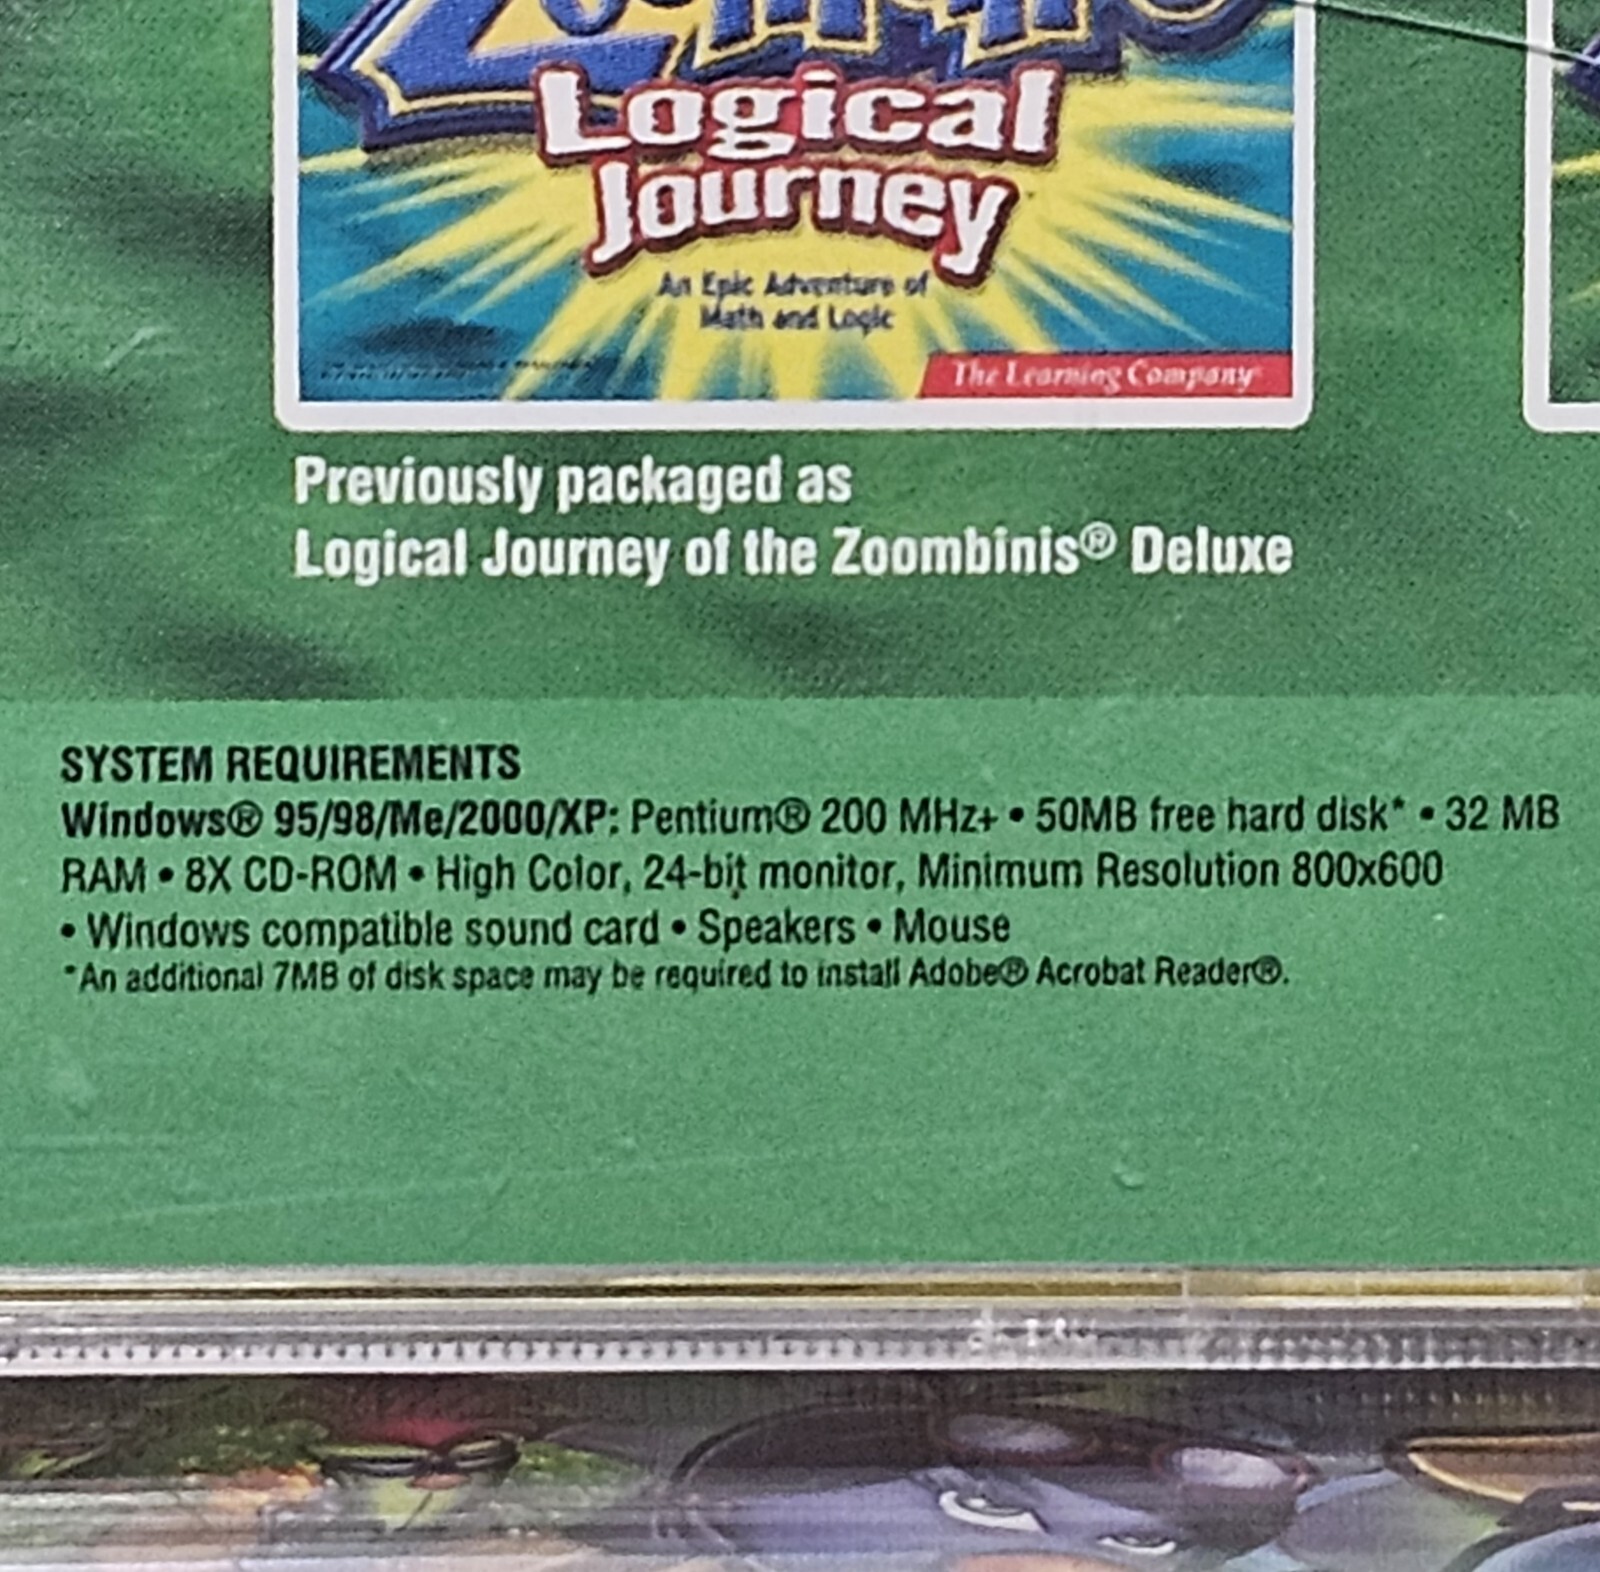 Logical
Journey
An Epic Adventure of
Math and Logic
The Learning Company
Previously packaged as
Logical Journey of the Zoombinis® Deluxe
SYSTEM REQUIREMENTS
Windows® 95/98/Me/2000/XP: Pentium® 200 MHz+ • 50MB free hard disk* • 32 MB
RAM • 8X CD-ROM • High Color, 24-bit monitor, Minimum Resolution 800x600
• Windows compatible sound card • Speakers • Mouse
*An additional 7MB of disk space may be required to install Adobe® Acrobat Reader®.